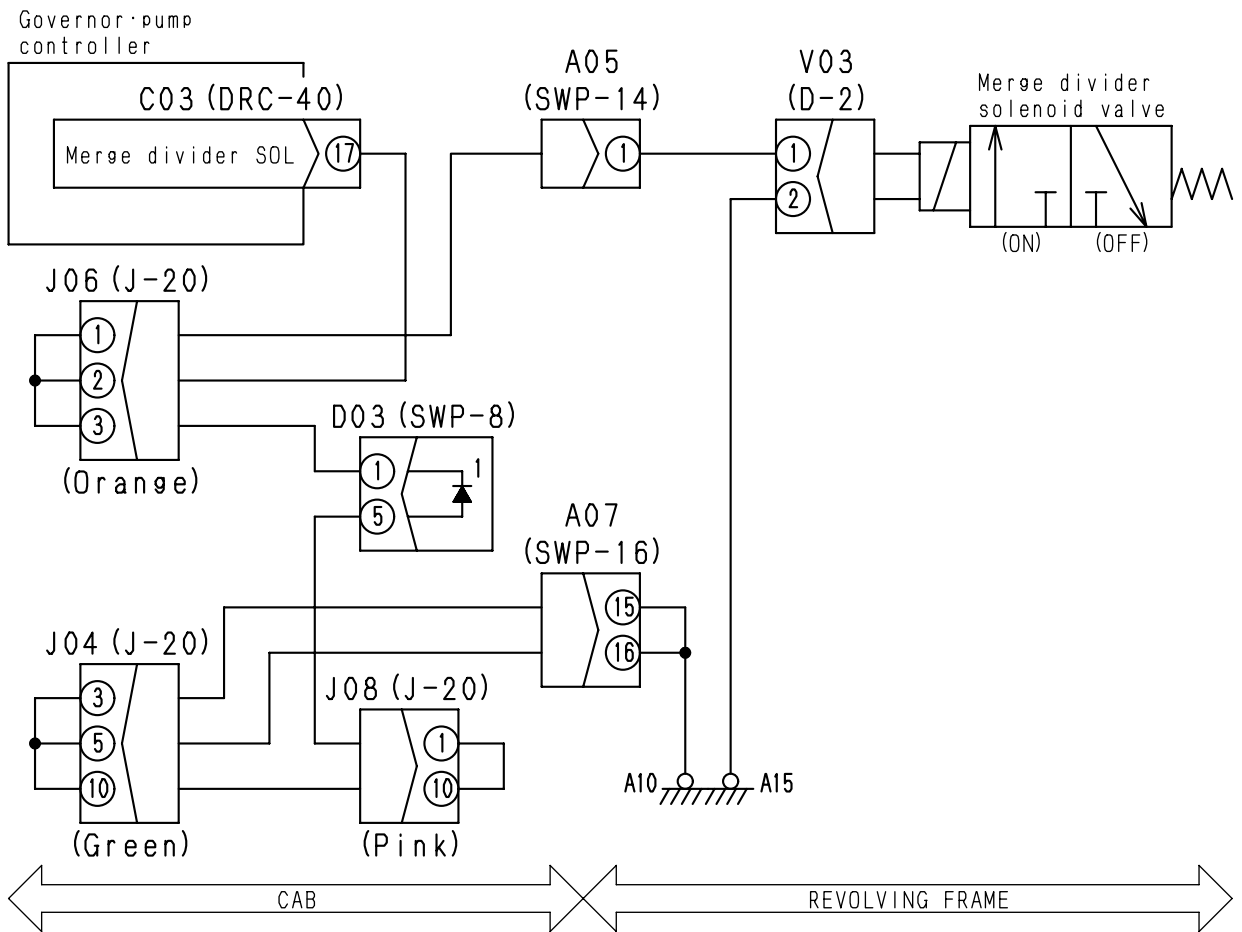 Governor·pump
controller
C03 (DRC-40)
Merge divider SOL
17
A05
(SWP-14)
1
V03
(D-2)
1
2
Merge divider
solenoid valve
(ON)
(OFF)
J06 (J-20)
1
2
3
(Orange)
D03 (SWP-8)
1
5
1
A07
(SWP-16)
15
16
J04 (J-20)
3
5
10
(Green)
J08 (J-20)
1
10
(Pink)
A10
A15
CAB
REVOLVING FRAME